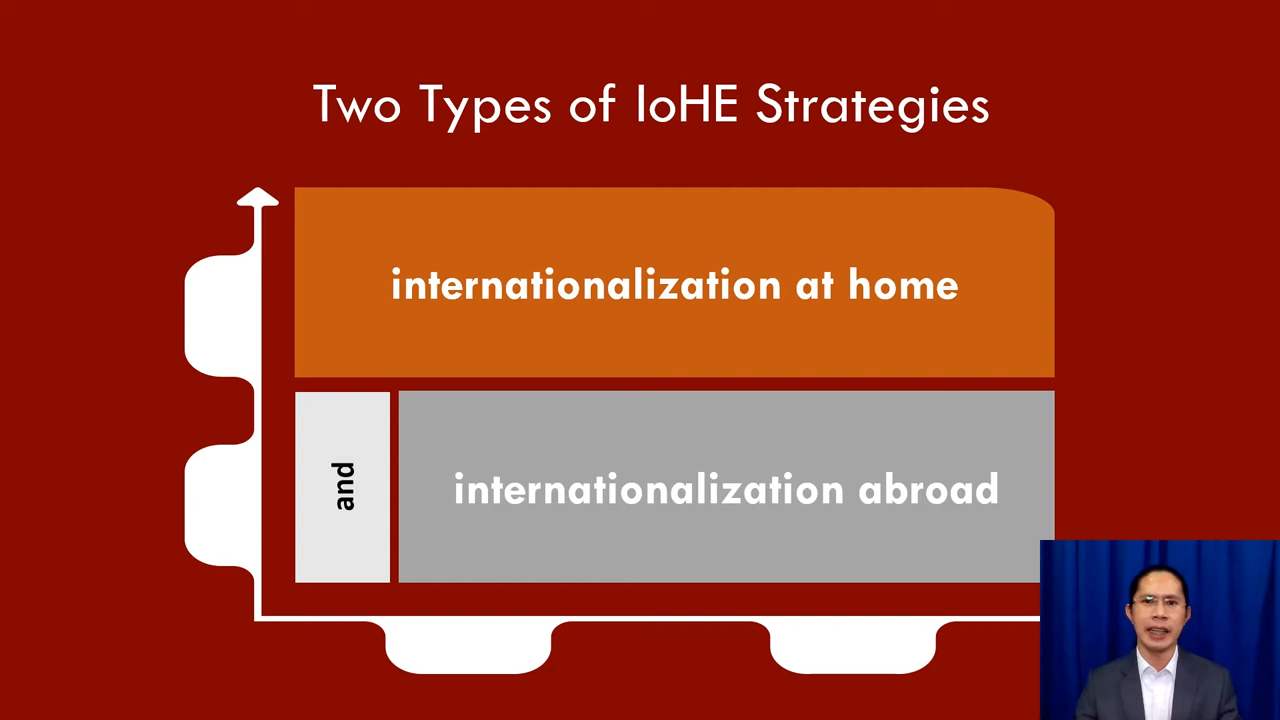 Two Types of IoHE Strategies
internationalization at home
and
internationalization abroad